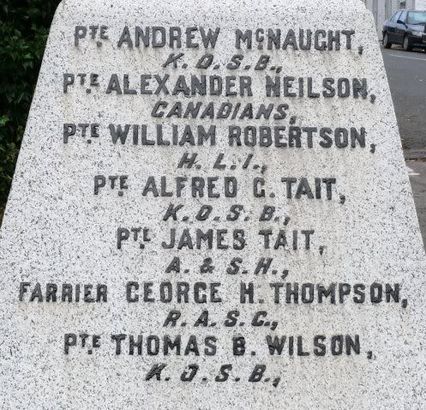 PTE ANDREW McNAUGHT,
K.O.S.B.,
PTE ALEXANDER NEILSON,
CANADIANS,
PTE WILLIAM ROBERTSON,
H.L.I.,
PTE ALFRED G. TAIT,
K.O.S.B.,
PTE JAMES TAIT,
A. & S.H.,
FARRIER GEORGE H. THOMPSON,
R.A.S.C.,
PTE THOMAS B. WILSON,
K.O.S.B.,